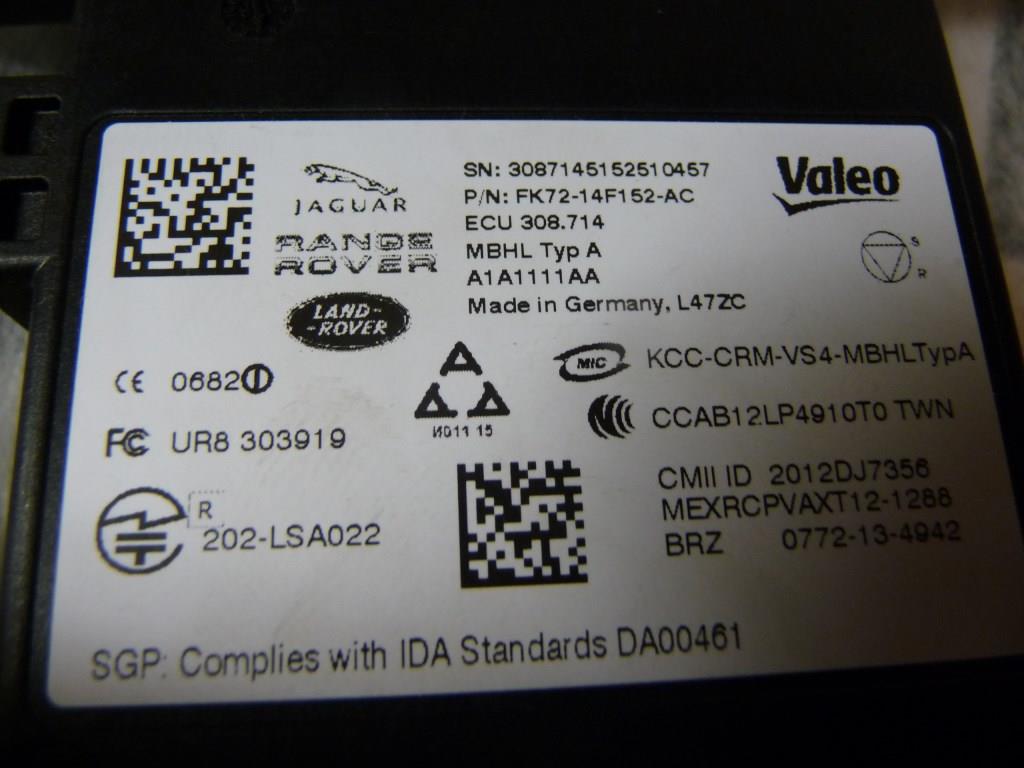 JAGUAR
RANGE
ROVER
LAND-
-ROVER
SN: 3087145152510457
P/N: FK72-14F152-AC
ECU 308.714
MBHL Typ A
A1A1111AA
Made in Germany, L47ZC
Valeo
S
R
CE 0682
FC UR8 303919
И011 15
MIC KCC-CRM-VS4-MBHLTypA
CCAB12LP4910T0 TWN
CMII ID 2012DJ7356
MEXRCPVAXT12-1288
BRZ 0772-13-4942
R
202-LSA022
SGP: Complies with IDA Standards DA00461